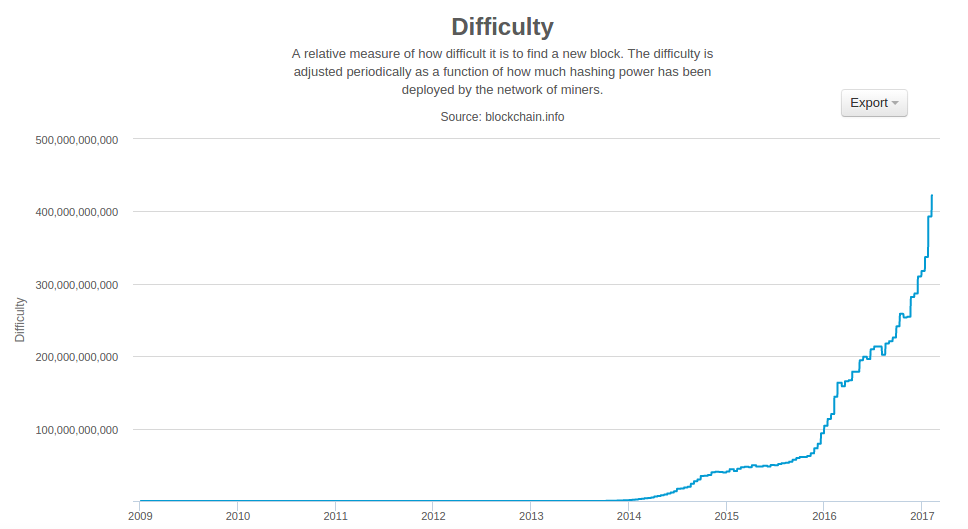 Difficulty
A relative measure of how difficult it is to find a new block. The difficulty is
adjusted periodically as a function of how much hashing power has been
deployed by the network of miners.
Export
Source: blockchain.info
500,000,000,000
400,000,000,000
300,000,000,000
200,000,000,000
100,000,000,000
Difficulty
2009 2010 2011 2012 2013 2014 2015 2016 2017